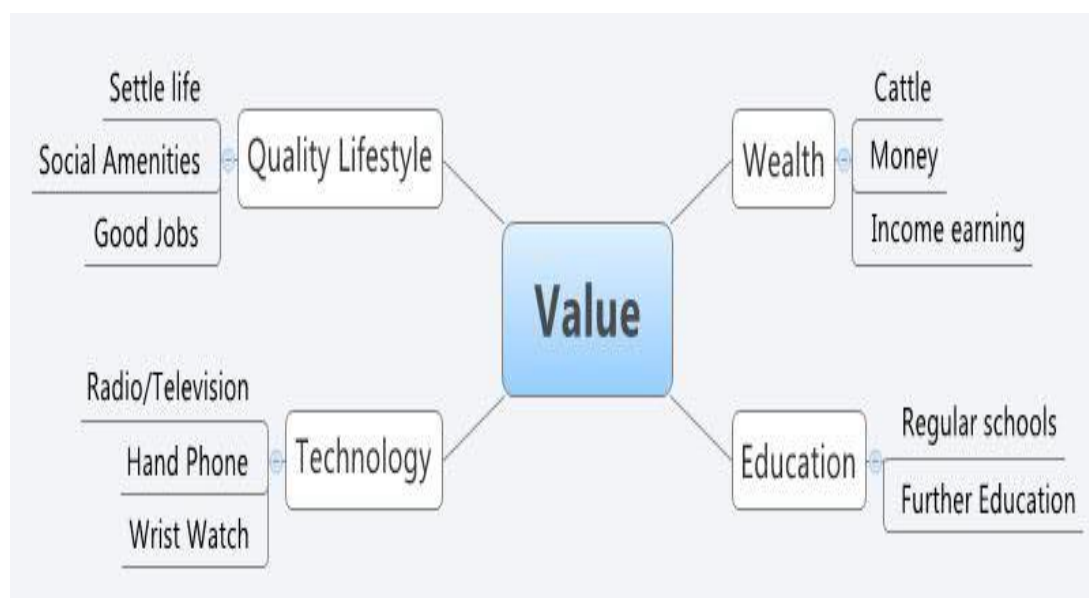 Settle life
Social Amenities
Good Jobs
Quality Lifestyle
Cattle
Money
Income earning
Wealth
Value
Radio/Television
Hand Phone
Wrist Watch
Technology
Regular schools
Further Education
Education